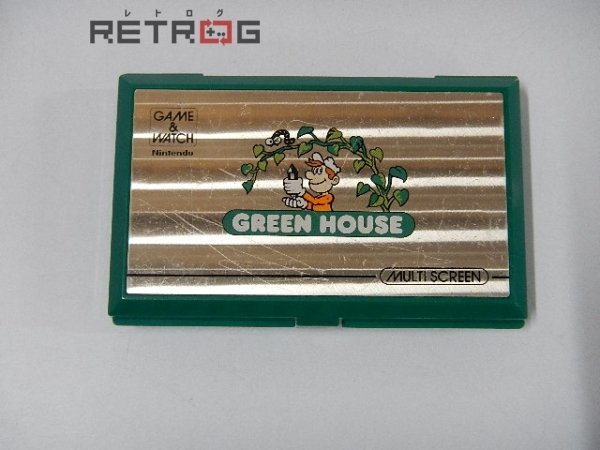 レトログ
RETROG
GAME
&
WATCH
Nintendo
GREEN HOUSE
MULTI SCREEN